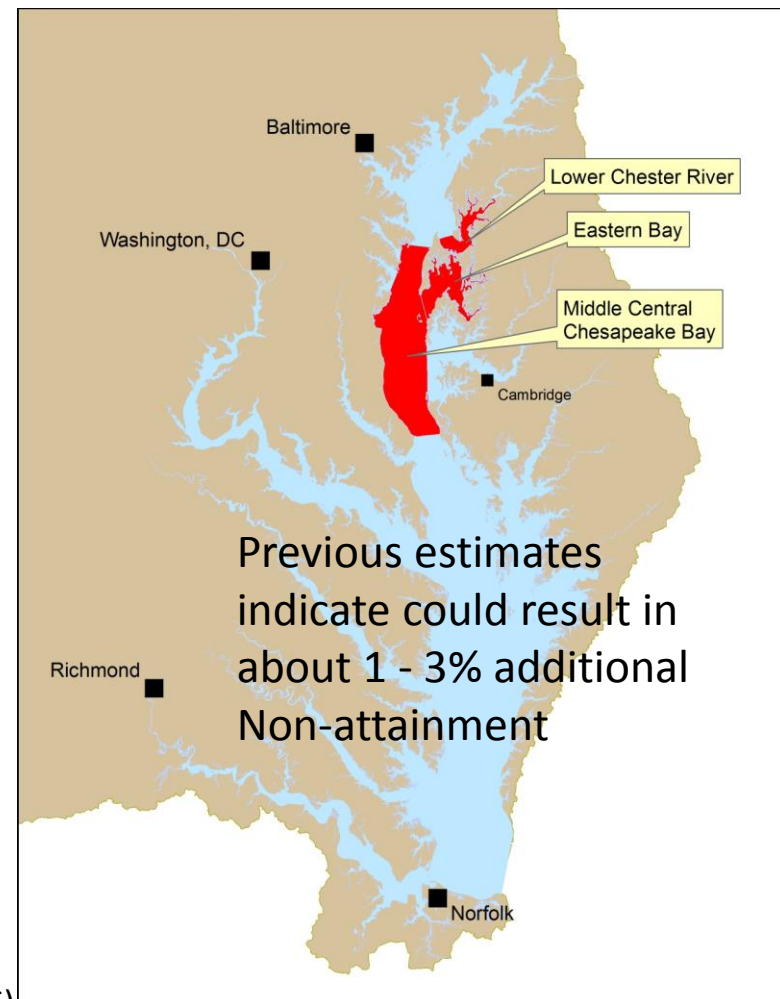 Baltimore
Lower Chester River
Eastern Bay
Washington, DC
Middle Central
Chesapeake Bay
Cambridge
Previous estimates
indicate could result in
about 1 - 3% additional
Non-attainment
Richmond
Norfolk